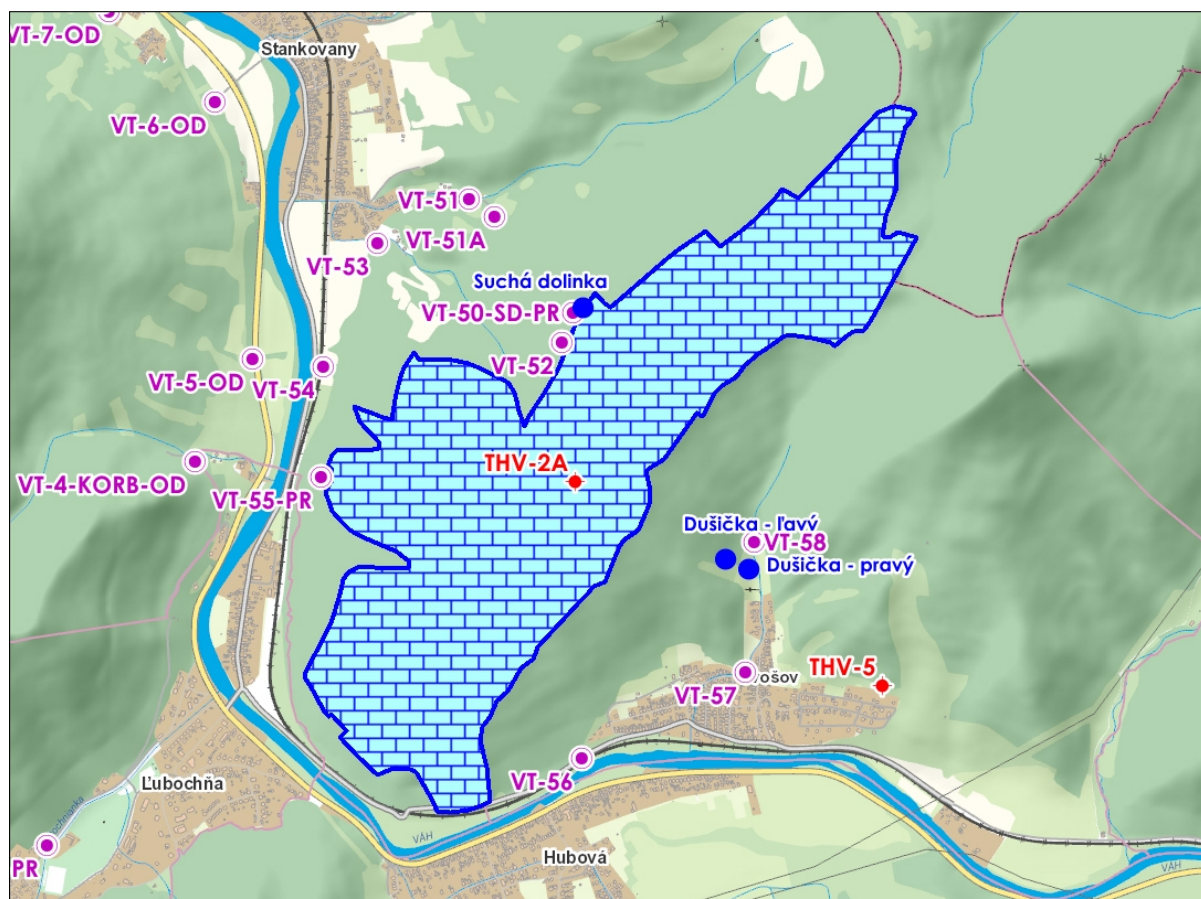 VT-7-OD
Stankovany
VT-6-OD
VT-51
VT-51A
VT-53
Suchá dolinka
VT-50-SD-PR
VT-52
VT-5-OD
VT-54
THV-2A
VT-4-KORB-OD
VT-55-PR
Dušička - ľavý
VT-58
Dušička - pravý
THV-5
VT-57
ošov
VT-56
Ľubochňa
VÁH
Hubová
PR
VÁH